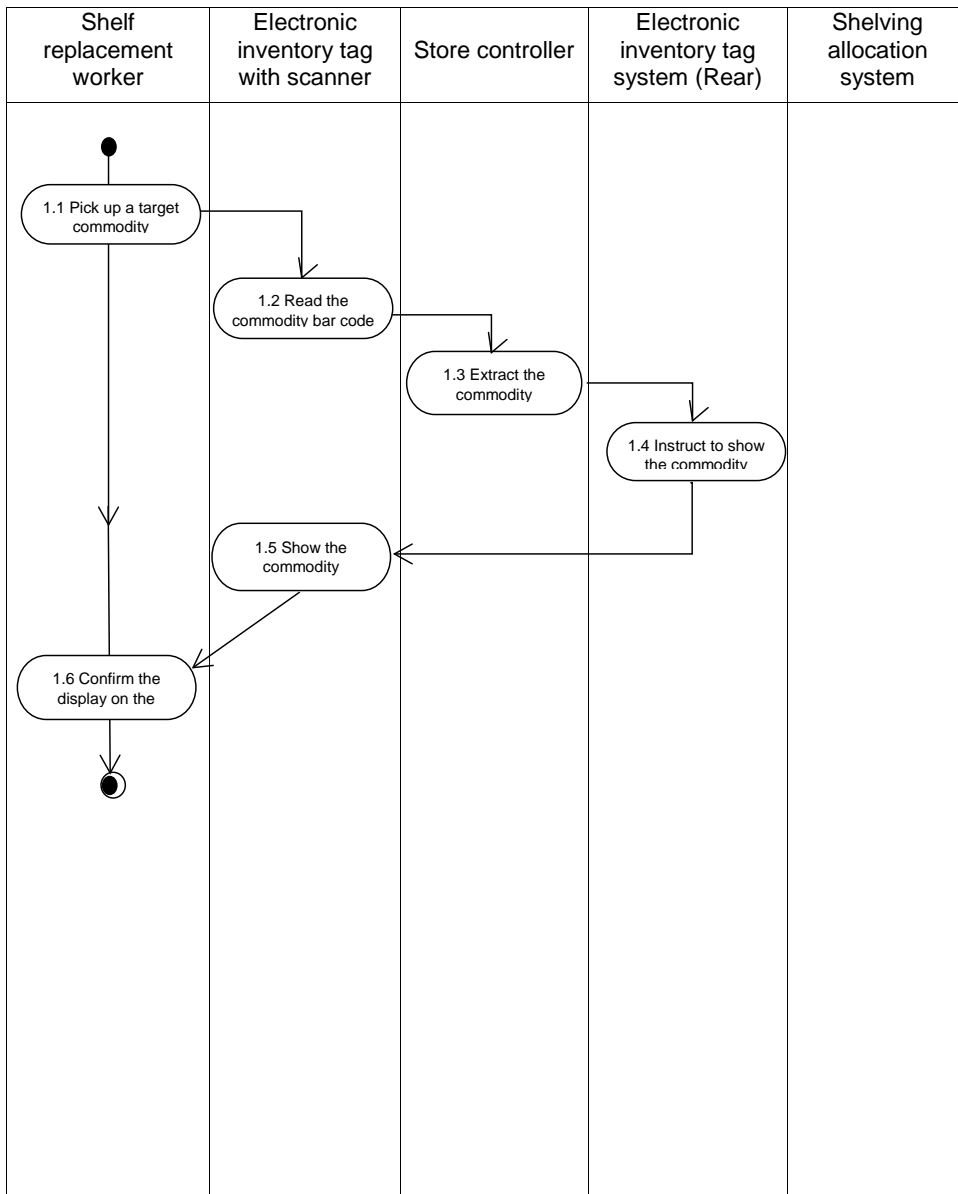 Shelf
replacement
worker
Electronic
inventory tag
with scanner
Store controller
Electronic
inventory tag
system (Rear)
Shelving
allocation
system
1.1 Pick up a target
commodity
1.2 Read the
commodity bar code
1.3 Extract the
commodity
1.4 Instruct to show
the commodity
1.5 Show the
commodity
1.6 Confirm the
display on the